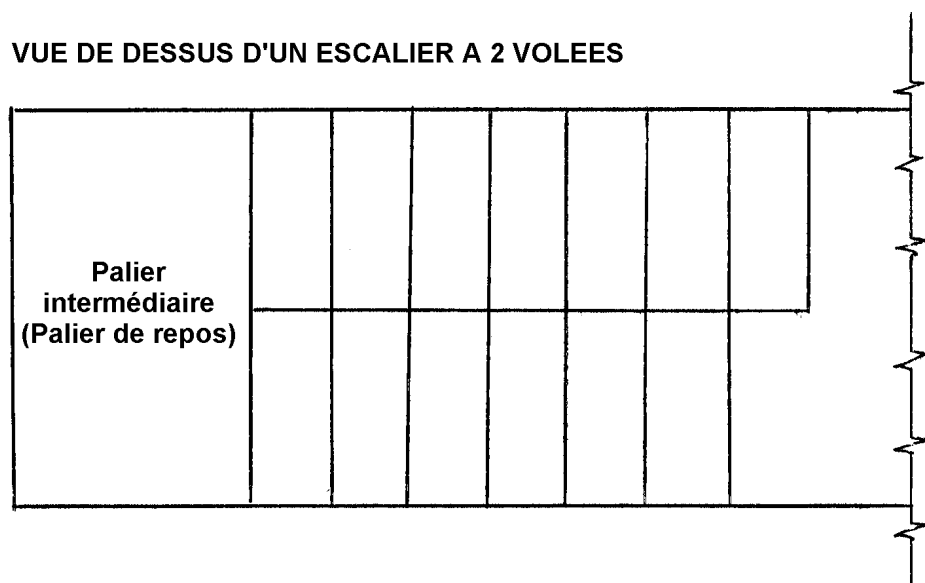 VUE DE DESSUS D'UN ESCALIER A 2 VOLEES
Palier
intermédiaire
(Palier de repos)